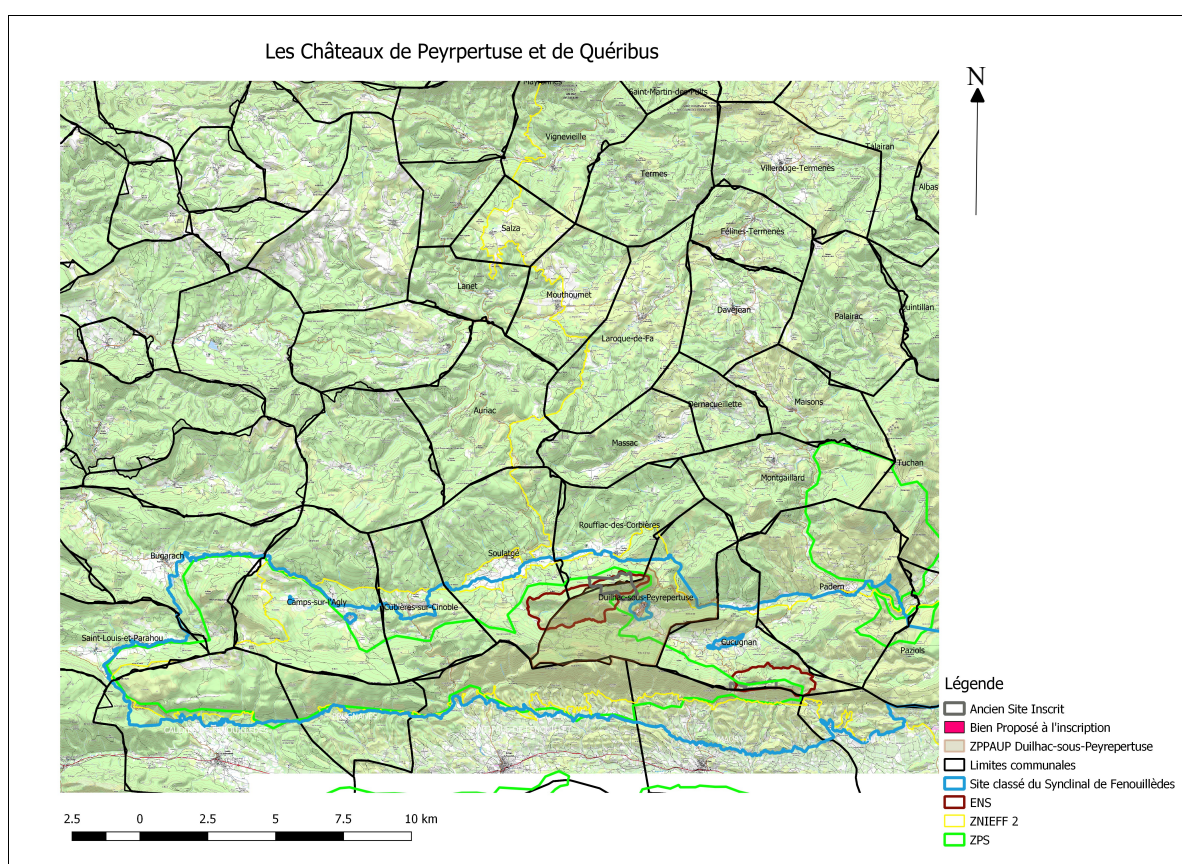 Les Châteaux de Peyrpertuse et de Quéribus
N
Saint-Martin-des-Puits
Vignevieille
Talairan
Villerouge-Termenès
Termes
Albas
Salza
Félines-Termenès
Lanet
Mouthoumet
Quintillan
Davejean
Palairac
Laroque-de-Fa
Auriac
Dernacueillette
Maisons
Massac
Montgaillard
Tuchan
Rouffiac-des-Corbières
Bugarach
Soulatgé
Padern
Camps-sur-l'Agly
Cubières-sur-Cinoble
Duilhac-sous-Peyrepertuse
Saint-Louis-et-Parahou
Cucugnan
Paziols
Légende
Ancien Site Inscrit
Bien Proposé à l'inscription
ZPPAUP Duilhac-sous-Peyrepertuse
Limites communales
Site classé du Synclinal de Fenouillèdes
ENS
ZNIEFF 2
ZPS
2.5 0 2.5 5 7.5 10 km